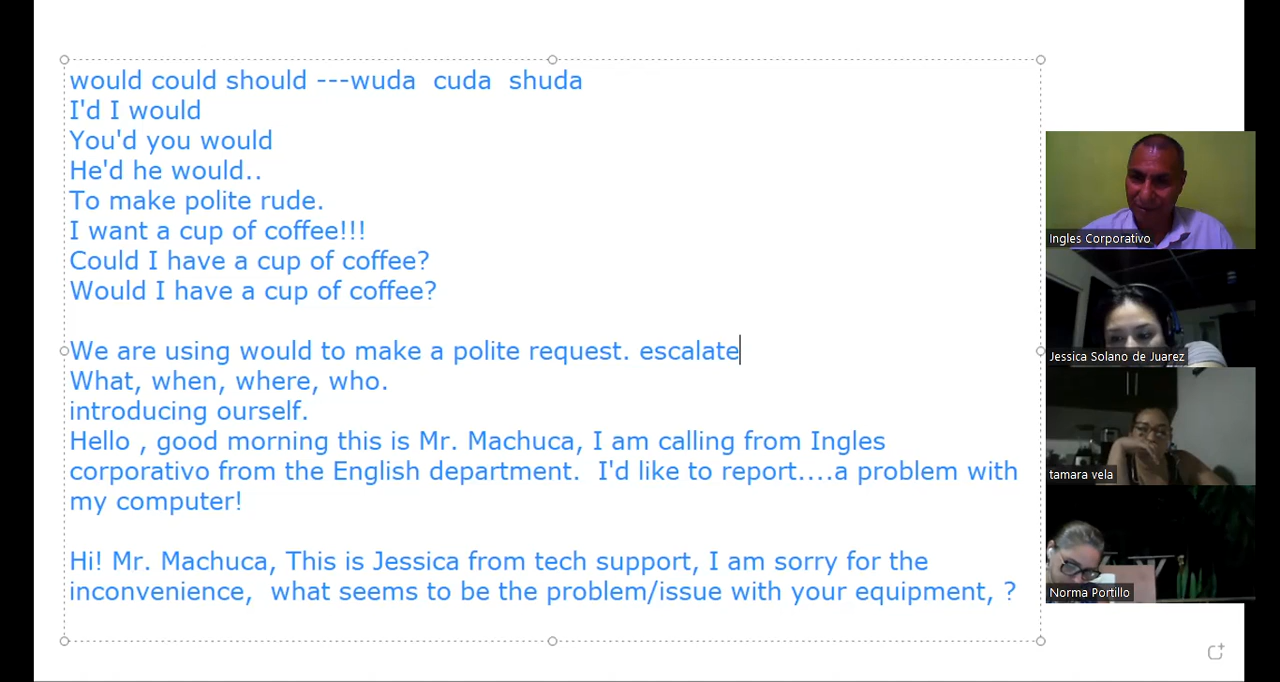 would could should ---wuda  cuda  shuda
I'd I would
You'd you would
He'd he would..
To make polite rude.
I want a cup of coffee!!!
Could I have a cup of coffee?
Would I have a cup of coffee?
We are using would to make a polite request. escalate
What, when, where, who.
introducing ourself.
Hello , good morning this is Mr. Machuca, I am calling from Ingles
corporativo from the English department.  I'd like to report....a problem with
my computer!
Hi! Mr. Machuca, This is Jessica from tech support, I am sorry for the
inconvenience,  what seems to be the problem/issue with your equipment, ?
Ingles Corporativo
Jessica Solano de Juarez
tamara vela
Norma Portillo